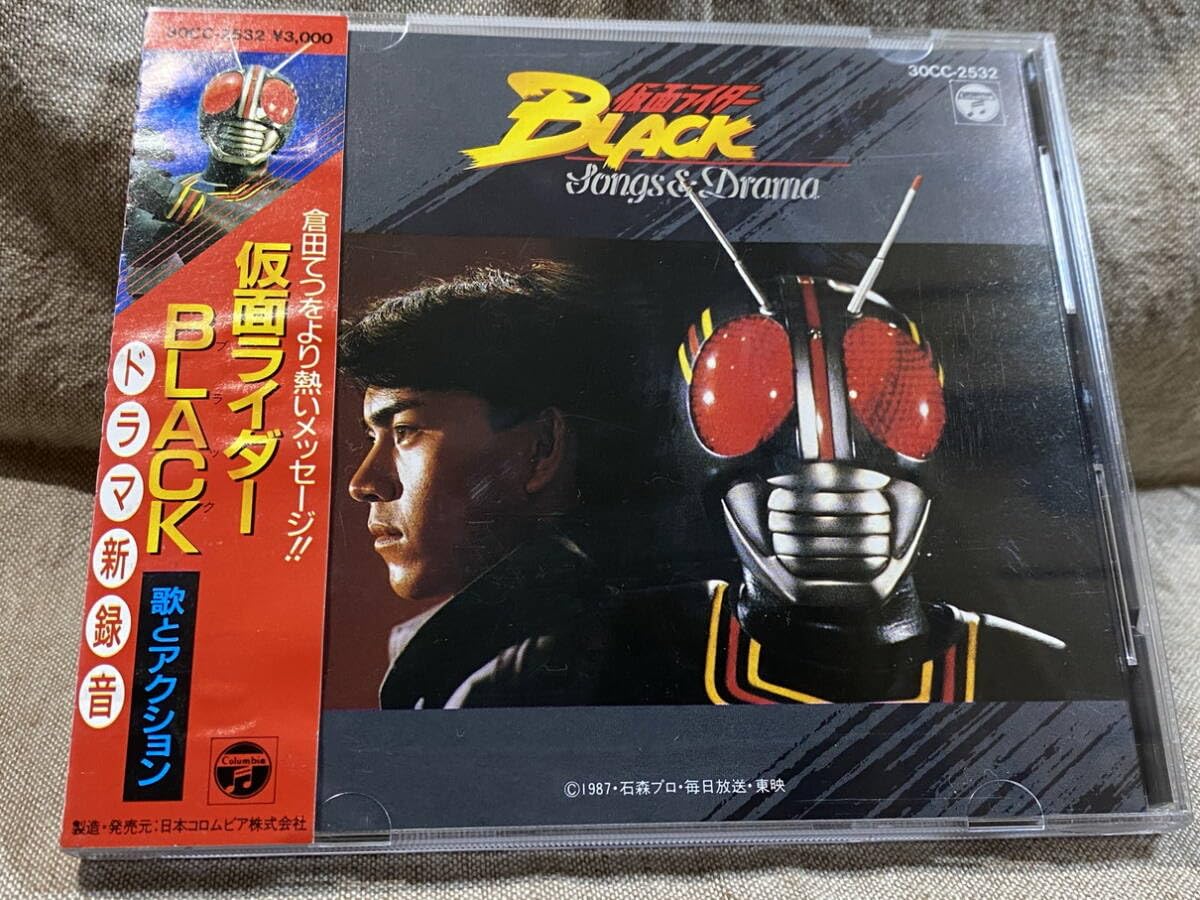 30CC-2532 ¥3,000
倉田てつをより熱いメッセージ!!
仮面ライダー
BLACK
ブラック
ドラマ新録音
歌とアクション
Columbia
製造・発売元:日本コロムビア株式会社
30CC-2532
仮面ライダー
BLACK
Songs & Drama
©1987・石森プロ・毎日放送・東映